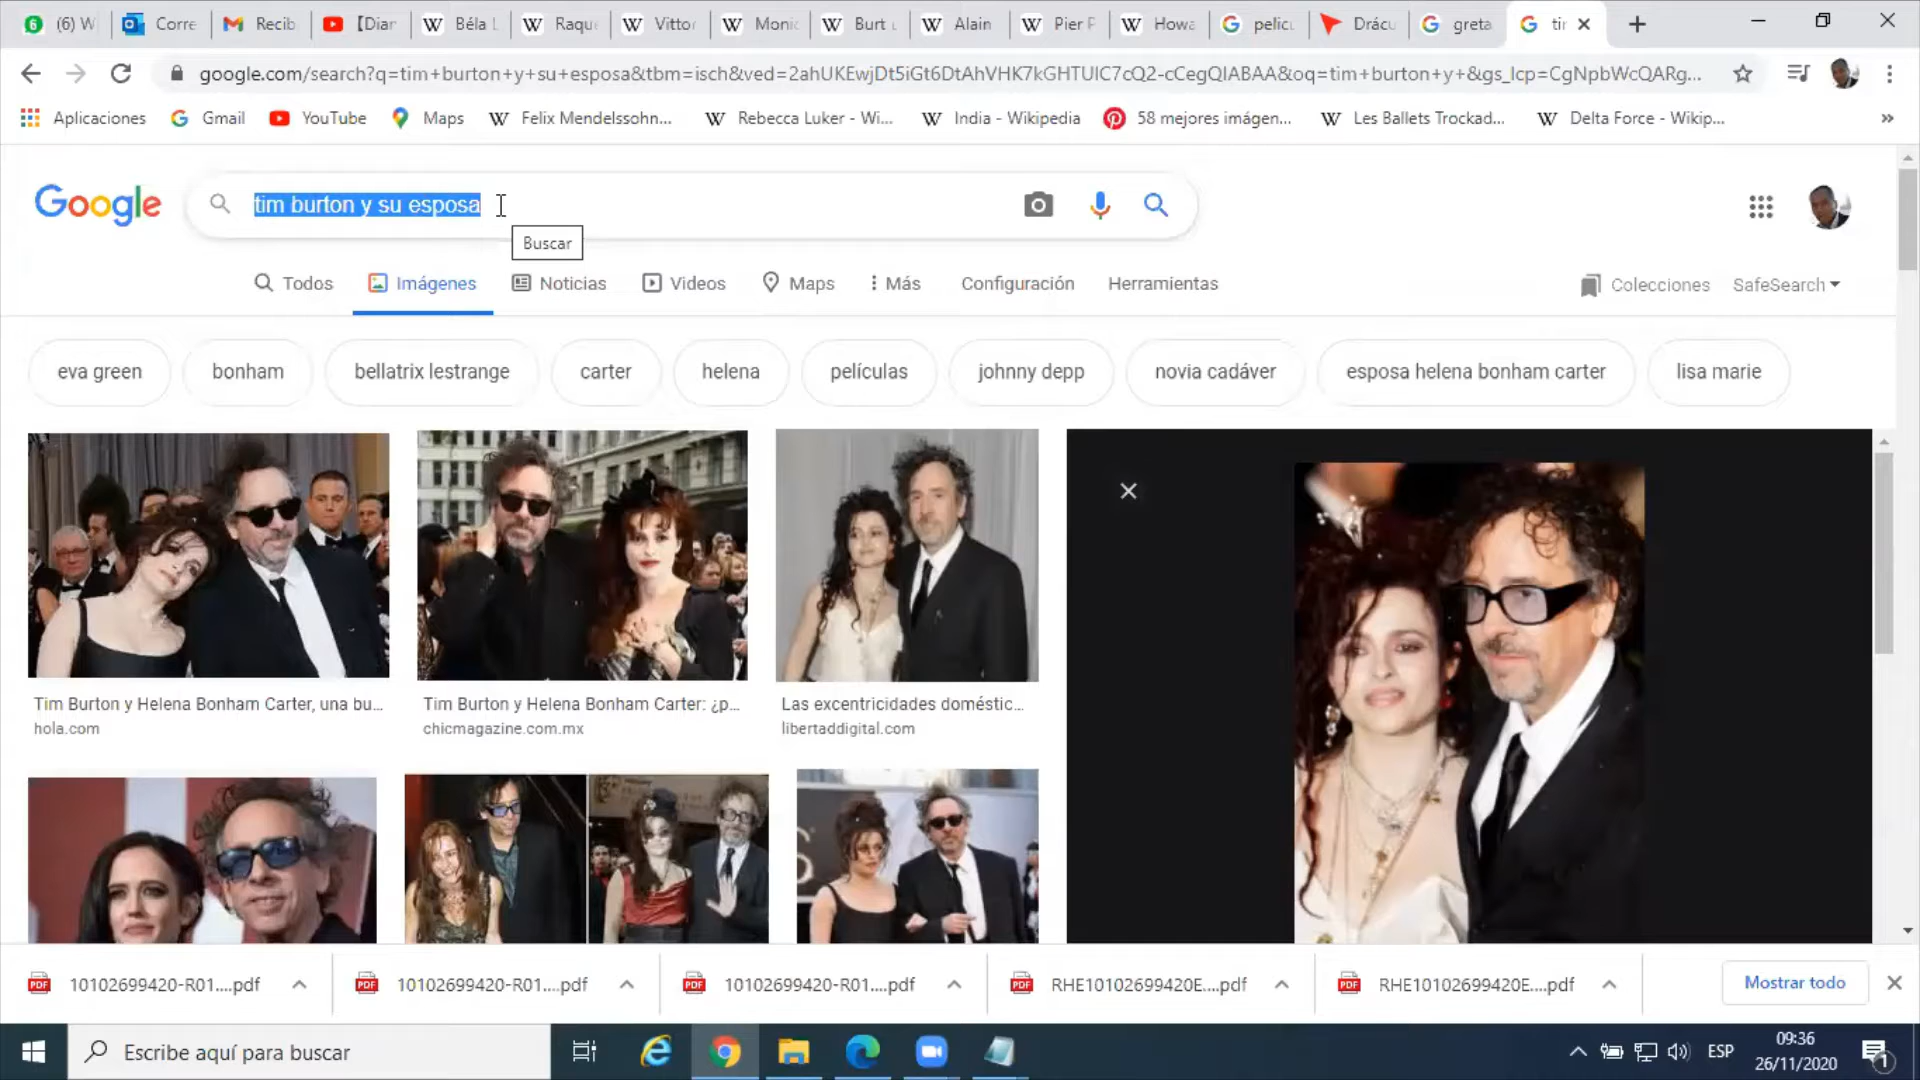 (6) W
Corre
Recib
【Diar
Béla L
Raqu
Vittor
Monic
Burt L
Alain
Pier P
Howa
pelícu
Drácu
greta
tim
google.com/search?q=tim+burton+y+su+esposa&tbm=isch&ved=2ahUKEwjDt5iGt6DtAhVHK7kGHTUIC7cQ2-cCegQIABAA&oq=tim+burton+y+&gs_lcp=CgNpbWcQARg...
Aplicaciones
Gmail
YouTube
Maps
Felix Mendelssohn...
Rebecca Luker - Wi...
India - Wikipedia
58 mejores imágen...
Les Ballets Trockad...
Delta Force - Wikip...
»
Google
tim burton y su esposa
Buscar
Todos
Imágenes
Noticias
Videos
Maps
Más
Configuración
Herramientas
Colecciones
SafeSearch
eva green
bonham
bellatrix lestrange
carter
helena
películas
johnny depp
novia cadáver
esposa helena bonham carter
lisa marie
Tim Burton y Helena Bonham Carter, una bu...
hola.com
Tim Burton y Helena Bonham Carter: ¿p...
chicmagazine.com.mx
Las excentricidades doméstic...
libertaddigital.com
10102699420-R01....pdf
10102699420-R01....pdf
10102699420-R01....pdf
RHE10102699420E....pdf
RHE10102699420E....pdf
Mostrar todo
Escribe aquí para buscar
ESP
09:36
26/11/2020
1